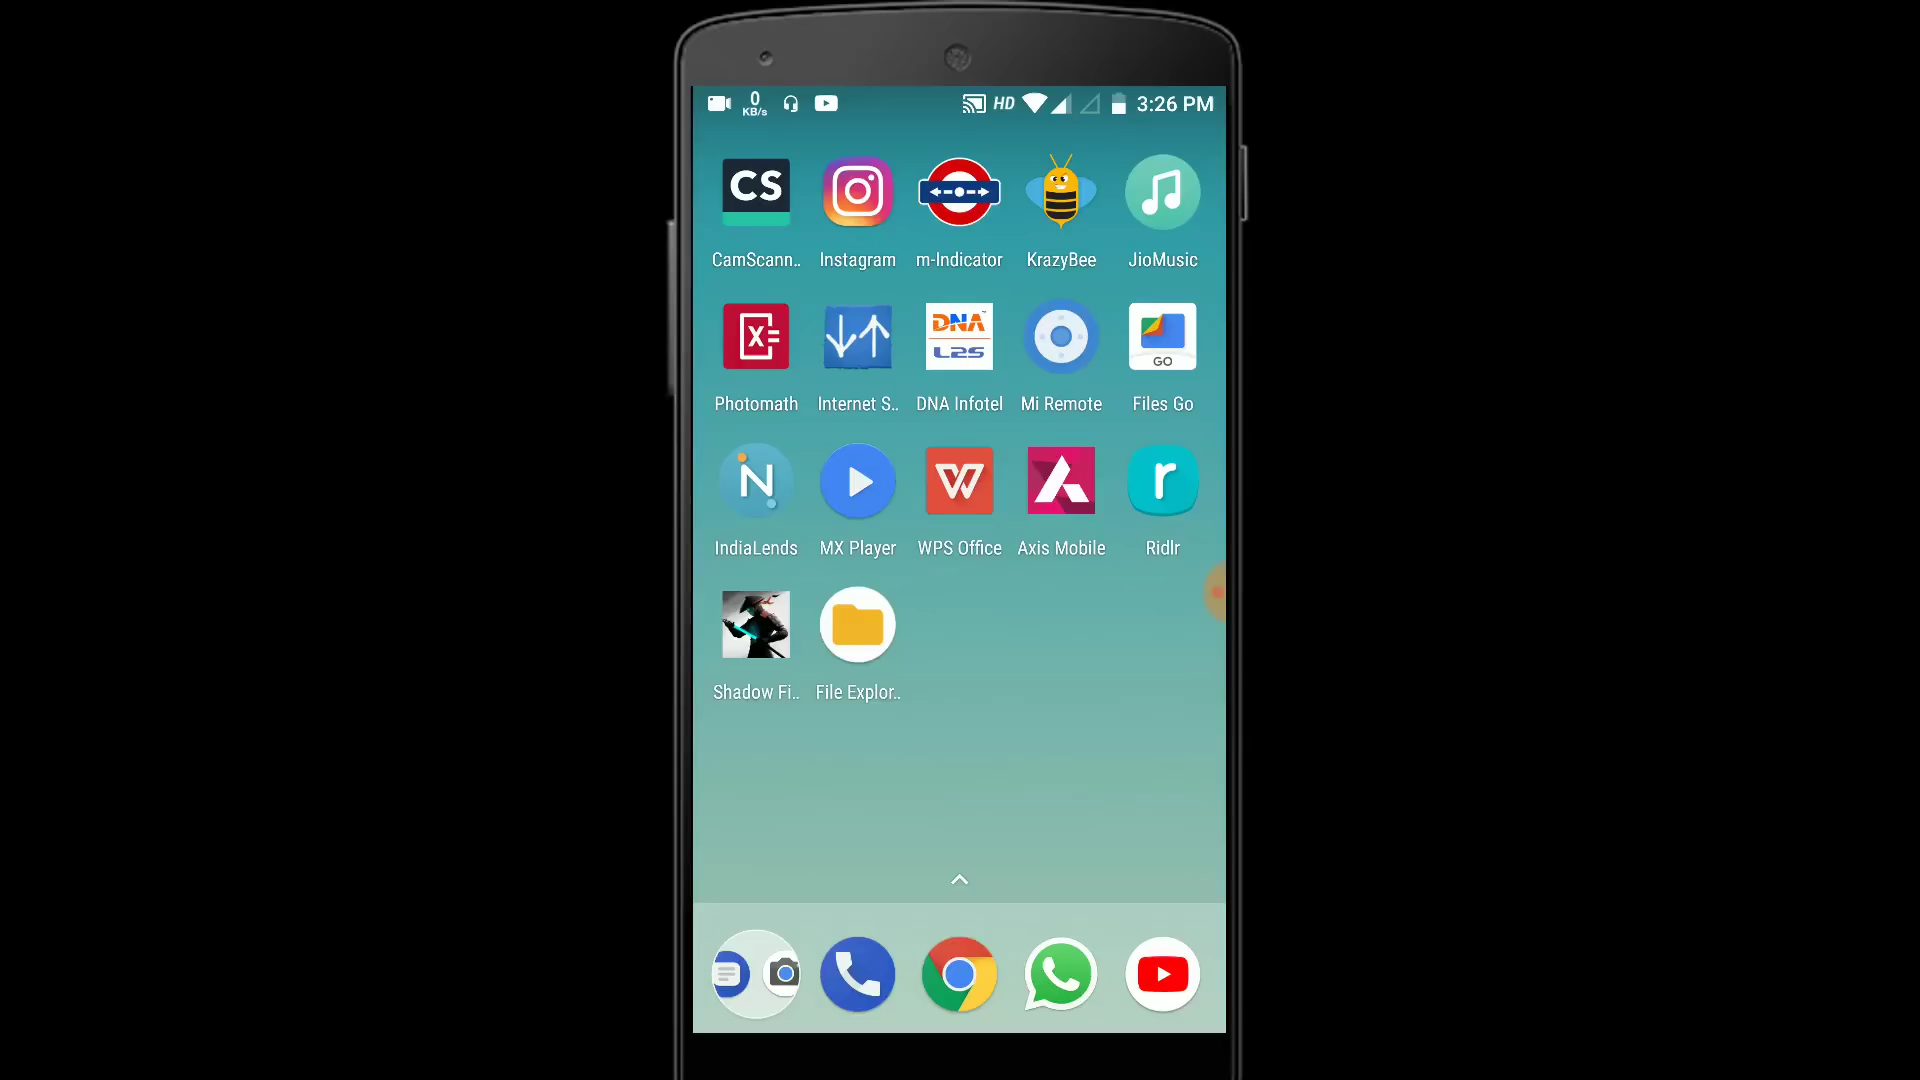 0 KB/s HD 3:26 PM
CS
CamScann.. Instagram m-Indicator KrazyBee JioMusic
X= DNA L2S GO
Photomath Internet S.. DNA Infotel Mi Remote Files Go
N W r
IndiaLends MX Player WPS Office Axis Mobile Ridlr
Shadow Fi.. File Explor..